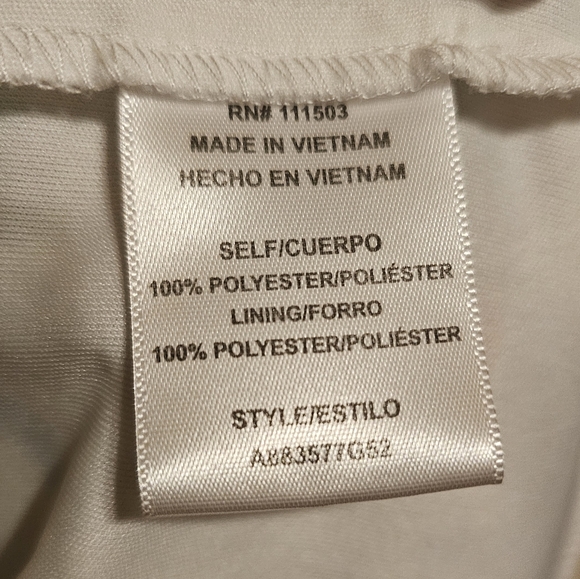 RN# 111503
MADE IN VIETNAM
HECHO EN VIETNAM
SELF/CUERPO
100% POLYESTER/POLIÉSTER
LINING/FORRO
100% POLYESTER/POLIÉSTER
STYLE/ESTILO
A883577G52